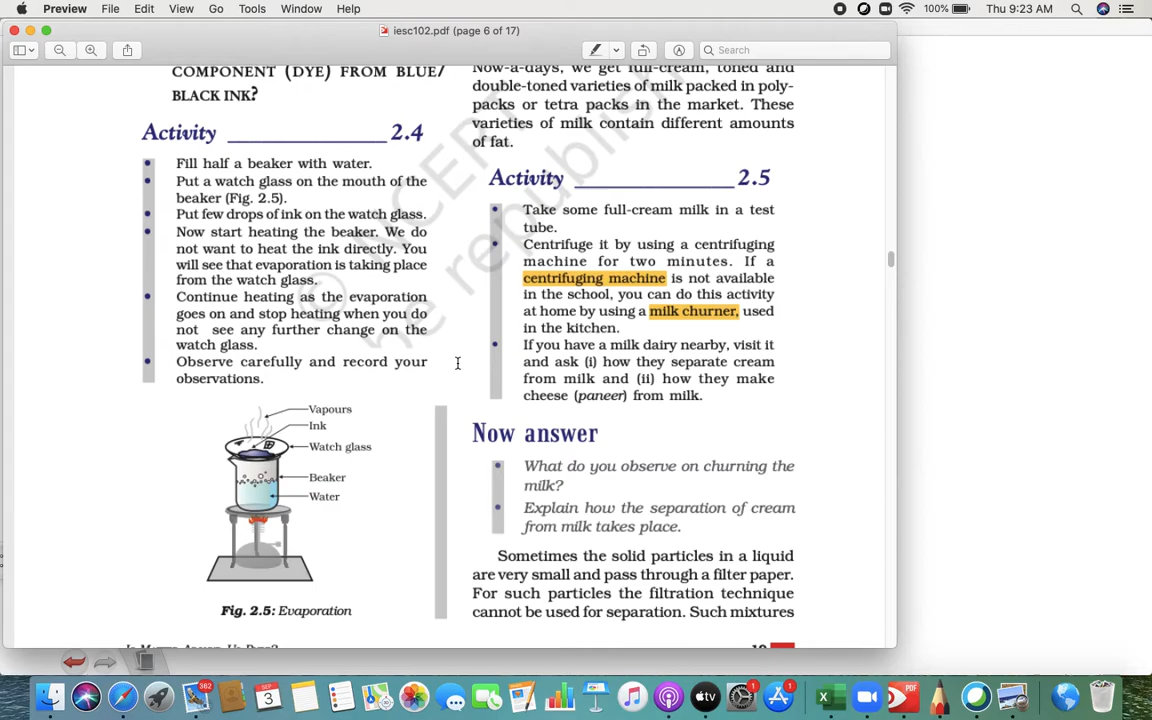 Preview File Edit View Go Tools Window Help
100% Thu 9:23 AM
iesc102.pdf (page 6 of 17)
Search
COMPONENT (DYE) FROM BLUE/
BLACK INK?
Activity 2.4
Fill half a beaker with water.
Put a watch glass on the mouth of the
beaker (Fig. 2.5).
Put few drops of ink on the watch glass.
Now start heating the beaker. We do
not want to heat the ink directly. You
will see that evaporation is taking place
from the watch glass.
Continue heating as the evaporation
goes on and stop heating when you do
not see any further change on the
watch glass.
Observe carefully and record your
observations.
Vapours
Ink
Watch glass
Beaker
Water
Fig. 2.5: Evaporation
Now-a-days, we get full-cream, toned and
double-toned varieties of milk packed in poly-
packs or tetra packs in the market. These
varieties of milk contain different amounts
of fat.
Activity 2.5
Take some full-cream milk in a test
tube.
Centrifuge it by using a centrifuging
machine for two minutes. If a
centrifuging machine is not available
in the school, you can do this activity
at home by using a milk churner, used
in the kitchen.
If you have a milk dairy nearby, visit it
and ask (i) how they separate cream
from milk and (ii) how they make
cheese (paneer) from milk.
Now answer
What do you observe on churning the
milk?
Explain how the separation of cream
from milk takes place.
Sometimes the solid particles in a liquid
are very small and pass through a filter paper.
For such particles the filtration technique
cannot be used for separation. Such mixtures
© NCERT
he republish
362
SEP
3
tv
1
1
PDF